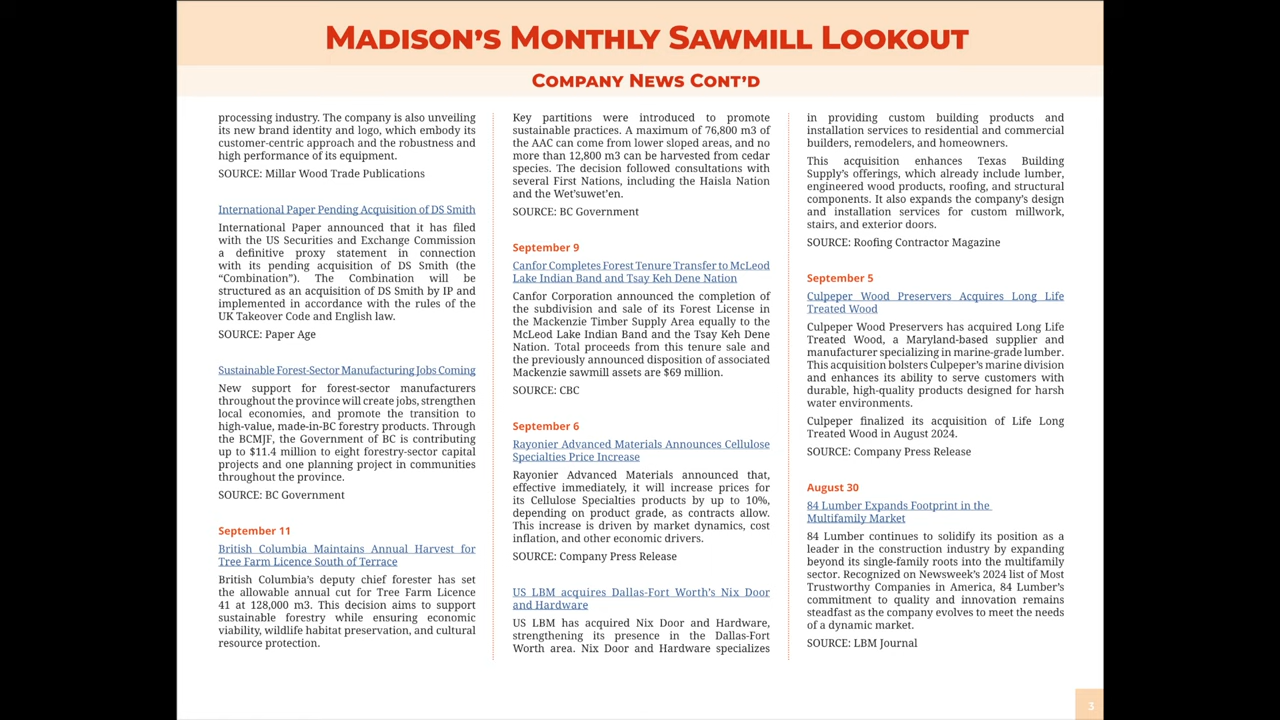 MADISON'S MONTHLY SAWMILL LOOKOUT
COMPANY NEWS CONT'D
processing industry. The company is also unveiling
its new brand identity and logo, which embody its
customer-centric approach and the robustness and
high performance of its equipment.
SOURCE: Millar Wood Trade Publications
International Paper Pending Acquisition of DS Smith
International Paper announced that it has filed
with the US Securities and Exchange Commission
a definitive proxy statement in connection
with its pending acquisition of DS Smith (the
“Combination”). The Combination will be
structured as an acquisition of DS Smith by IP and
implemented in accordance with the rules of the
UK Takeover Code and English law.
SOURCE: Paper Age
Sustainable Forest-Sector Manufacturing Jobs Coming
New support for forest-sector manufacturers
throughout the province will create jobs, strengthen
local economies, and promote the transition to
high-value, made-in-BC forestry products. Through
the BCMJF, the Government of BC is contributing
up to $11.4 million to eight forestry-sector capital
projects and one planning project in communities
throughout the province.
SOURCE: BC Government
September 11
British Columbia Maintains Annual Harvest for
Tree Farm Licence South of Terrace
British Columbia's deputy chief forester has set
the allowable annual cut for Tree Farm Licence
41 at 128,000 m3. This decision aims to support
sustainable forestry while ensuring economic
viability, wildlife habitat preservation, and cultural
resource protection.
Key partitions were introduced to promote
sustainable practices. A maximum of 76,800 m3 of
the AAC can come from lower sloped areas, and no
more than 12,800 m3 can be harvested from cedar
species. The decision followed consultations with
several First Nations, including the Haisla Nation
and the Wet'suwet'en.
SOURCE: BC Government
September 9
Canfor Completes Forest Tenure Transfer to McLeod
Lake Indian Band and Tsay Keh Dene Nation
Canfor Corporation announced the completion of
the subdivision and sale of its Forest License in
the Mackenzie Timber Supply Area equally to the
McLeod Lake Indian Band and the Tsay Keh Dene
Nation. Total proceeds from this tenure sale and
the previously announced disposition of associated
Mackenzie sawmill assets are $69 million.
SOURCE: CBC
September 6
Rayonier Advanced Materials Announces Cellulose
Specialties Price Increase
Rayonier Advanced Materials announced that,
effective immediately, it will increase prices for
its Cellulose Specialties products by up to 10%,
depending on product grade, as contracts allow.
This increase is driven by market dynamics, cost
inflation, and other economic drivers.
SOURCE: Company Press Release
US LBM acquires Dallas-Fort Worth's Nix Door
and Hardware
US LBM has acquired Nix Door and Hardware,
strengthening its presence in the Dallas-Fort
Worth area. Nix Door and Hardware specializes
in providing custom building products and
installation services to residential and commercial
builders, remodelers, and homeowners.
This acquisition enhances Texas Building
Supply's offerings, which already include lumber,
engineered wood products, roofing, and structural
components. It also expands the company's design
and installation services for custom millwork,
stairs, and exterior doors.
SOURCE: Roofing Contractor Magazine
September 5
Culpeper Wood Preservers Acquires Long Life
Treated Wood
Culpeper Wood Preservers has acquired Long Life
Treated Wood, a Maryland-based supplier and
manufacturer specializing in marine-grade lumber.
This acquisition bolsters Culpeper's marine division
and enhances its ability to serve customers with
durable, high-quality products designed for harsh
water environments.
Culpeper finalized its acquisition of Life Long
Treated Wood in August 2024.
SOURCE: Company Press Release
August 30
84 Lumber Expands Footprint in the
Multifamily Market
84 Lumber continues to solidify its position as a
leader in the construction industry by expanding
beyond its single-family roots into the multifamily
sector. Recognized on Newsweek's 2024 list of Most
Trustworthy Companies in America, 84 Lumber's
commitment to quality and innovation remains
steadfast as the company evolves to meet the needs
of a dynamic market.
SOURCE: LBM Journal
3